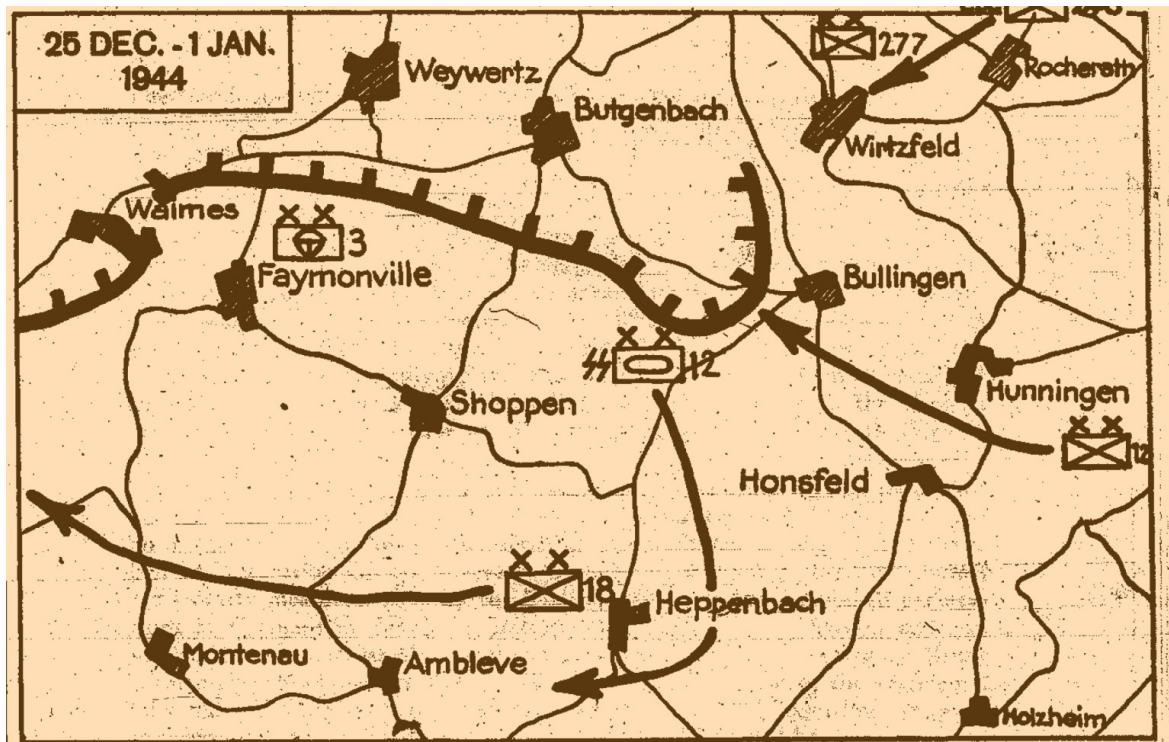 25 DEC. - 1 JAN.
1944
277
Weywertz
Rocherath
Butgenbach
Wirtzfeld
Waimes
3
Faymonville
Bullingen
12
Hunningen
Shoppen
12
Honsfeld
18
Heppenbach
Montenau
Ambleve
Holzheim